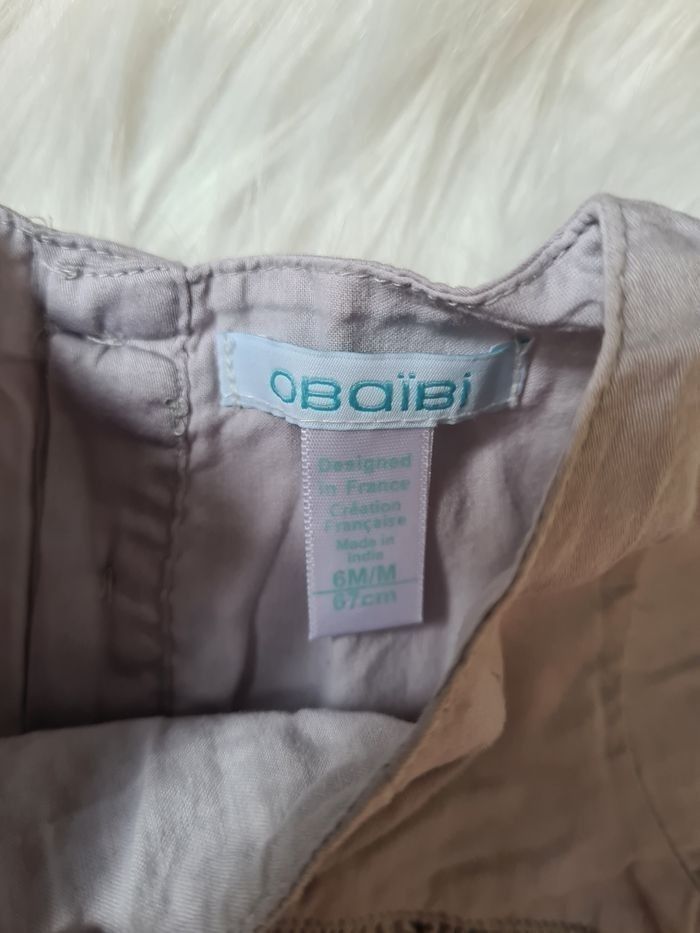 OBaïBi
Designed
in France
Création
Française
Made in
India
6M/M
67cm